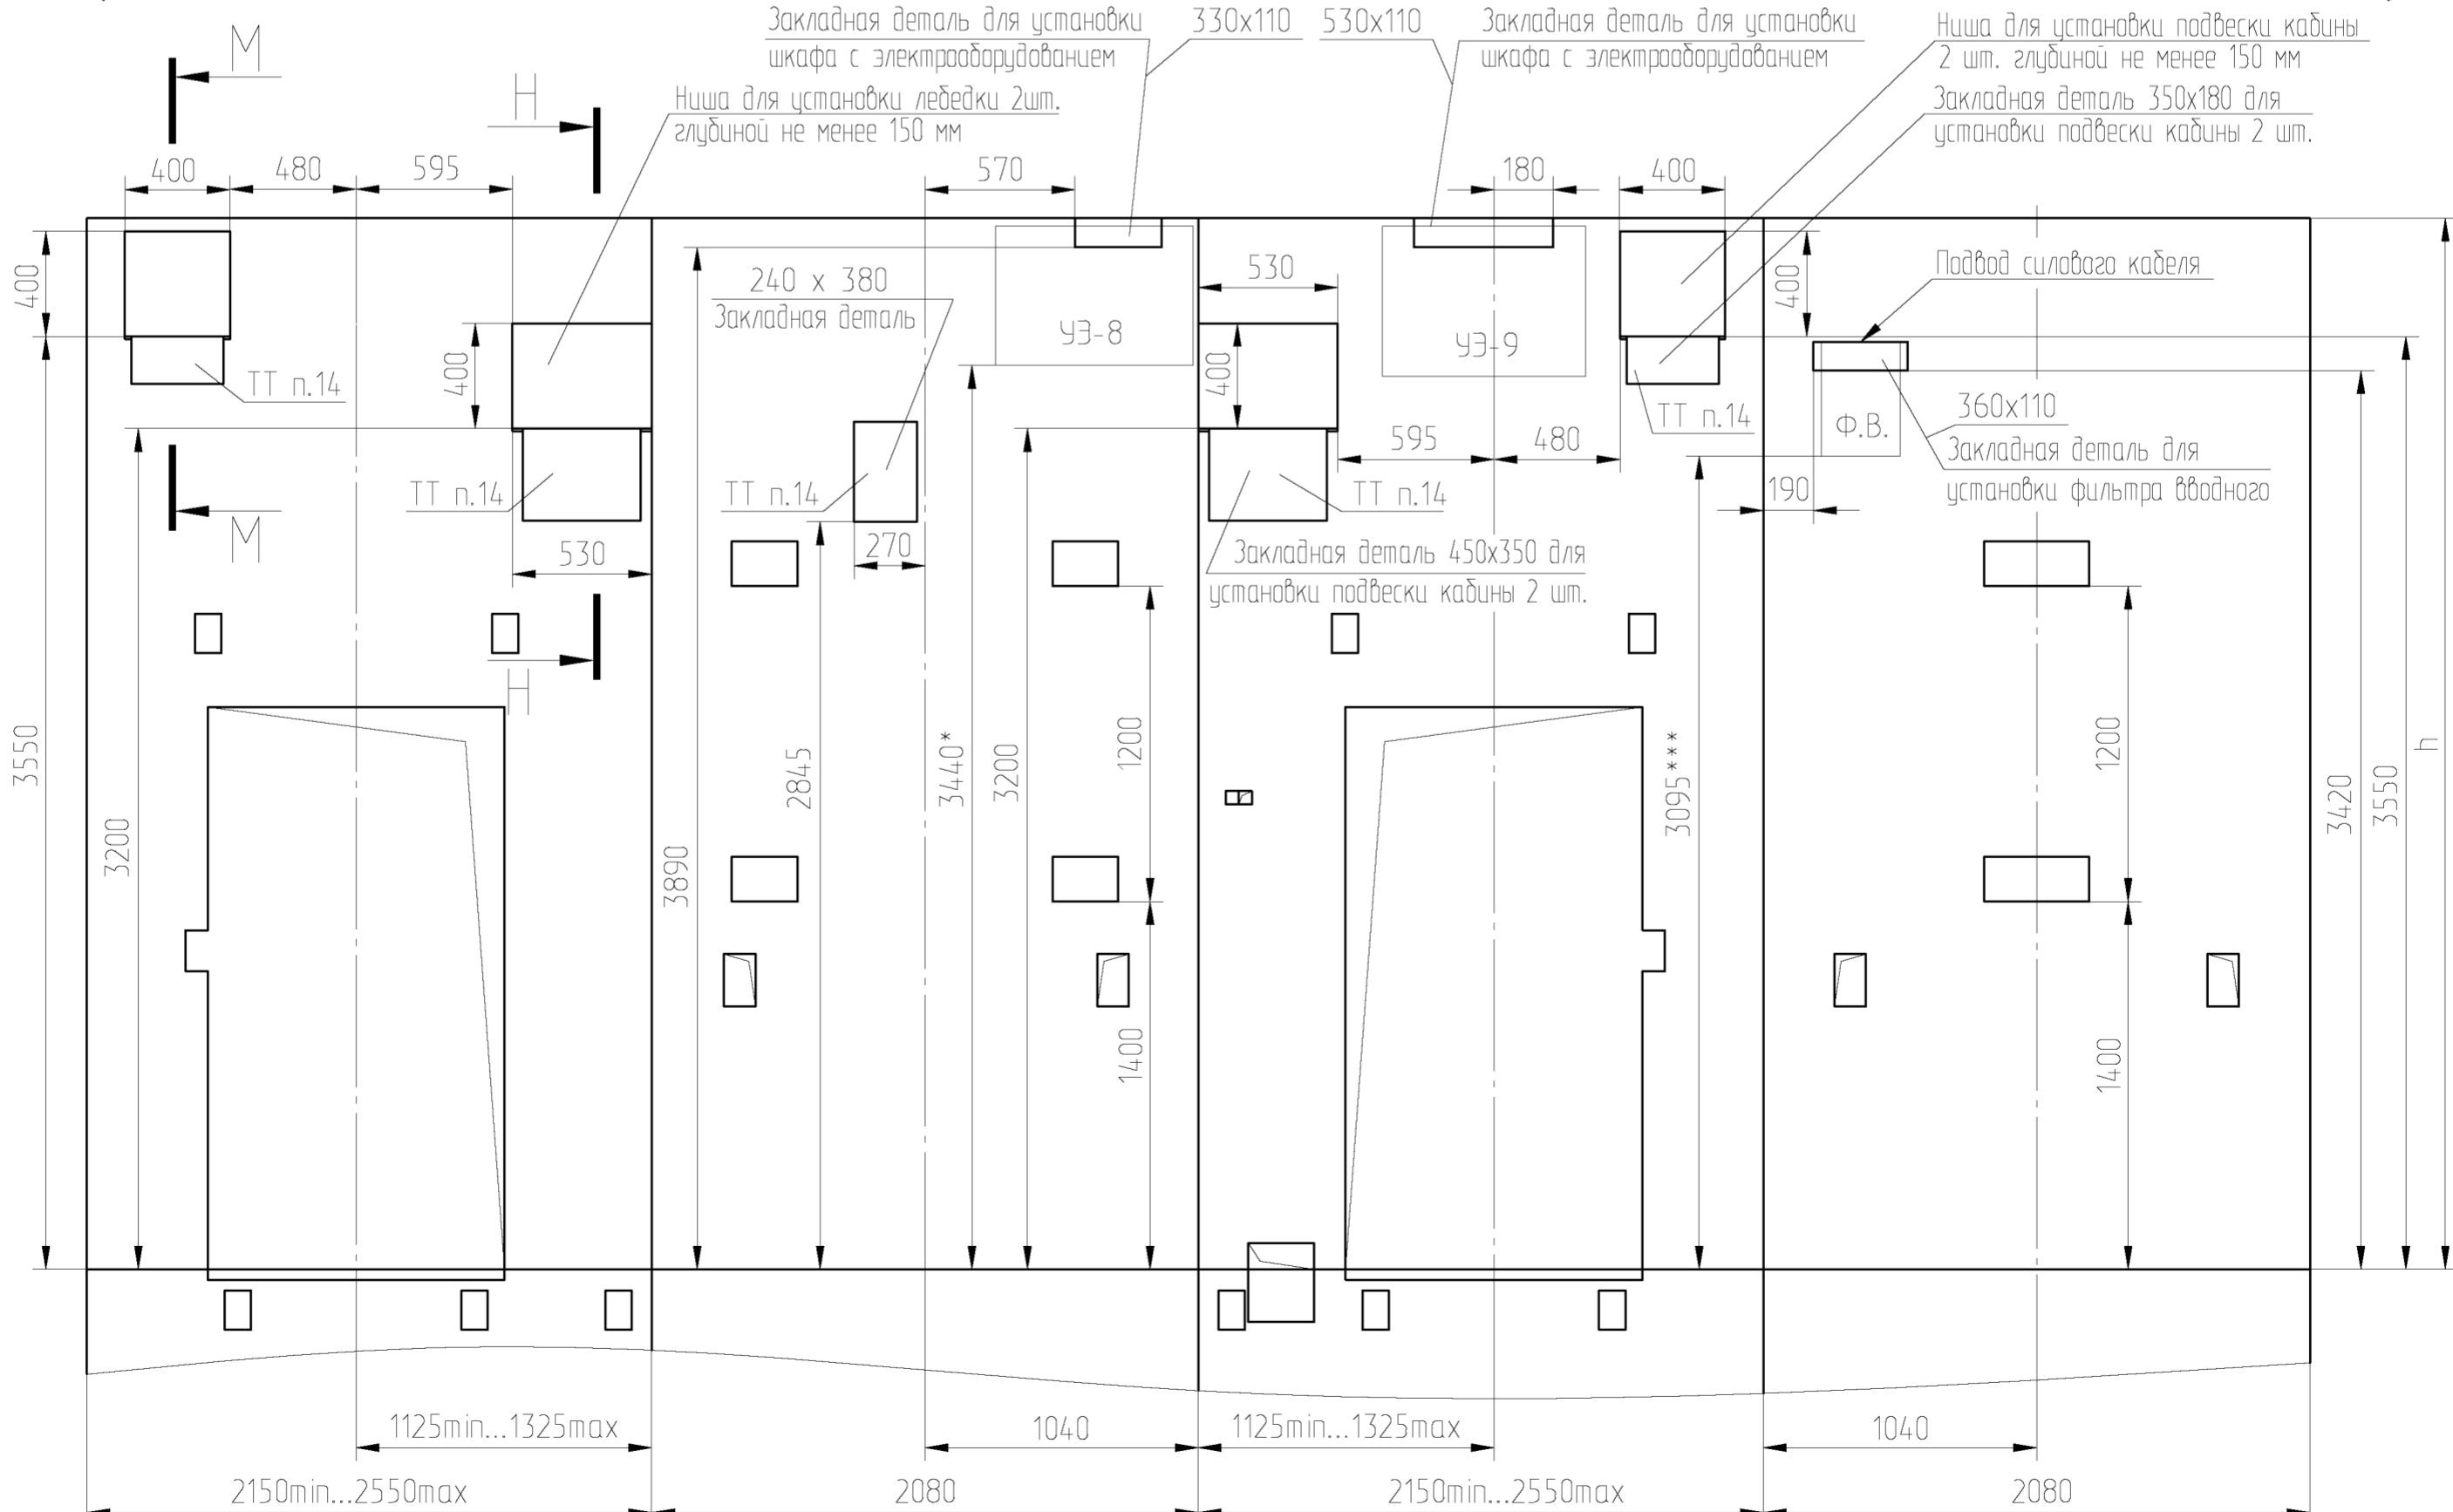 Закладная деталь для установки
шкафа с электрооборудованием
330х110
530х110
Закладная деталь для установки
шкафа с электрооборудованием
Ниша для установки подвески кабины
2 шт. глубиной не менее 150 мм
Закладная деталь 350х180 для
установки подвески кабины 2 шт.
М
Н
Ниша для установки лебедки 2шт.
глубиной не менее 150 мм
400
480
595
570
180
400
400
240 х 380
Закладная деталь
УЭ-8
530
УЭ-9
400
Подвод силового кабеля
ТТ п.14
400
400
ТТ п.14
Ф.В.
360х110
Закладная деталь для
установки фильтра вводного
595
480
190
ТТ п.14
ТТ п.14
ТТ п.14
М
530
270
Закладная деталь 450х350 для
установки подвески кабины 2 шт.
Н
3550
3200
3890
2845
3440*
3200
1200
1400
3095***
1200
1400
3420
3550
h
1125min...1325max
1040
1125min...1325max
1040
2150min...2550max
2080
2150min...2550max
2080